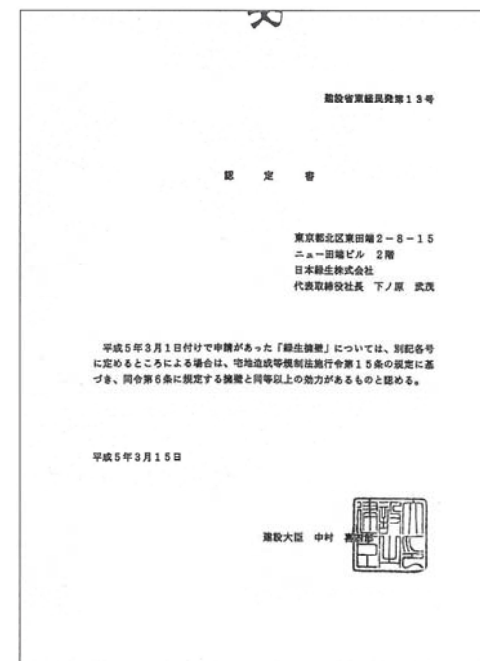 建設省東経民発第13号
認定書
東京都北区東田端2-8-15
ニュー田端ビル 2階
日本緑生株式会社
代表取締役社長 下ノ原 武茂
平成5年3月1日付けで申請があった「緑生擁壁」については、別記各号
に定めるところによる場合は、宅地造成等規制法施行令第15条の規定に基
づき、同令第6条に規定する擁壁と同等以上の効力があるものと認める。
平成5年3月15日
建設大臣 中村